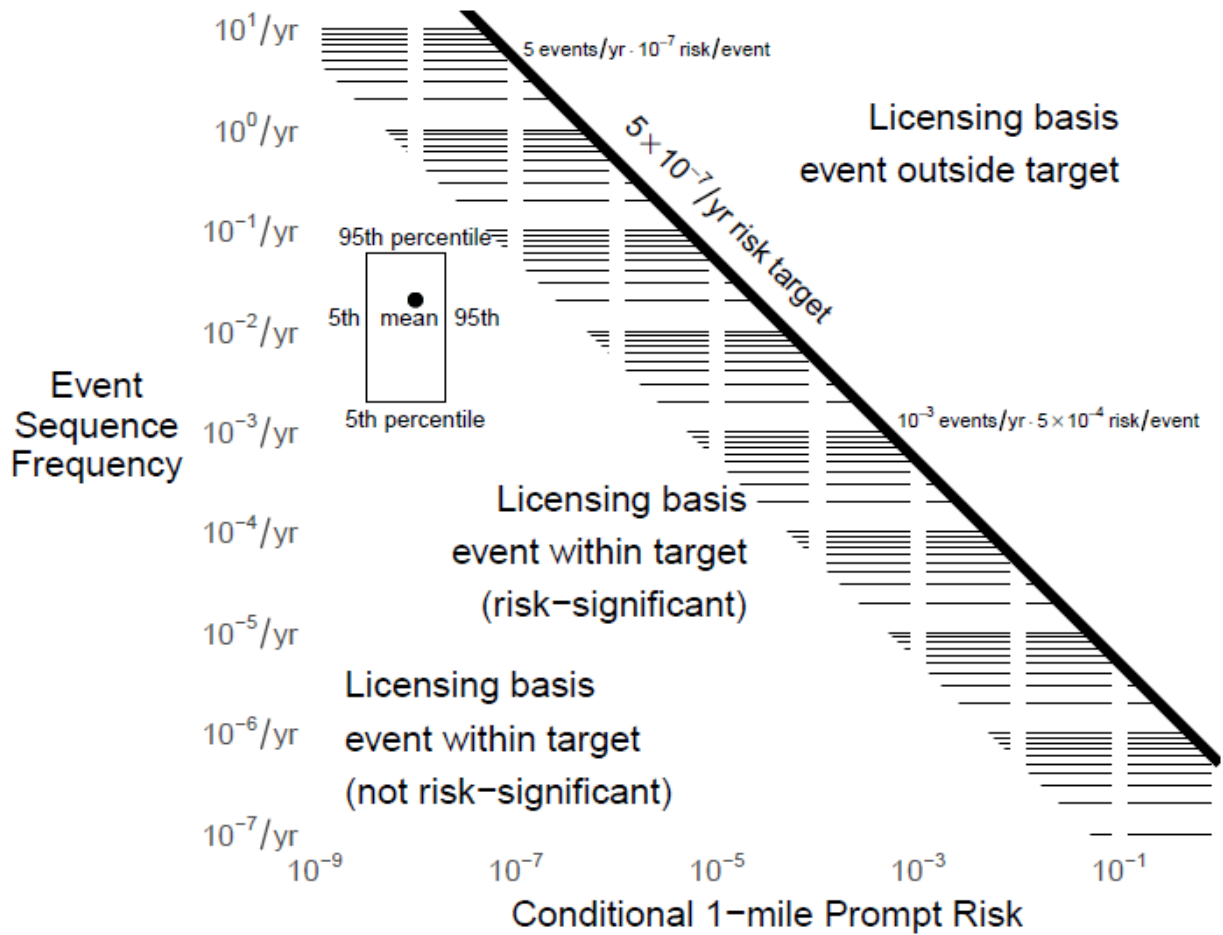 10¹/yr
5 events/yr · 10⁻⁷ risk/event
10⁰/yr
5×10⁻⁷/yr risk target
Licensing basis
event outside target
10⁻¹/yr
95th percentile
5th
mean
95th
5th percentile
10⁻²/yr
Event
Sequence
Frequency
10⁻³/yr
10⁻³ events/yr · 5×10⁻⁴ risk/event
Licensing basis
event within target
(risk−significant)
10⁻⁴/yr
10⁻⁵/yr
Licensing basis
event within target
(not risk−significant)
10⁻⁶/yr
10⁻⁷/yr
10⁻⁹
10⁻⁷
10⁻⁵
10⁻³
10⁻¹
Conditional 1−mile Prompt Risk